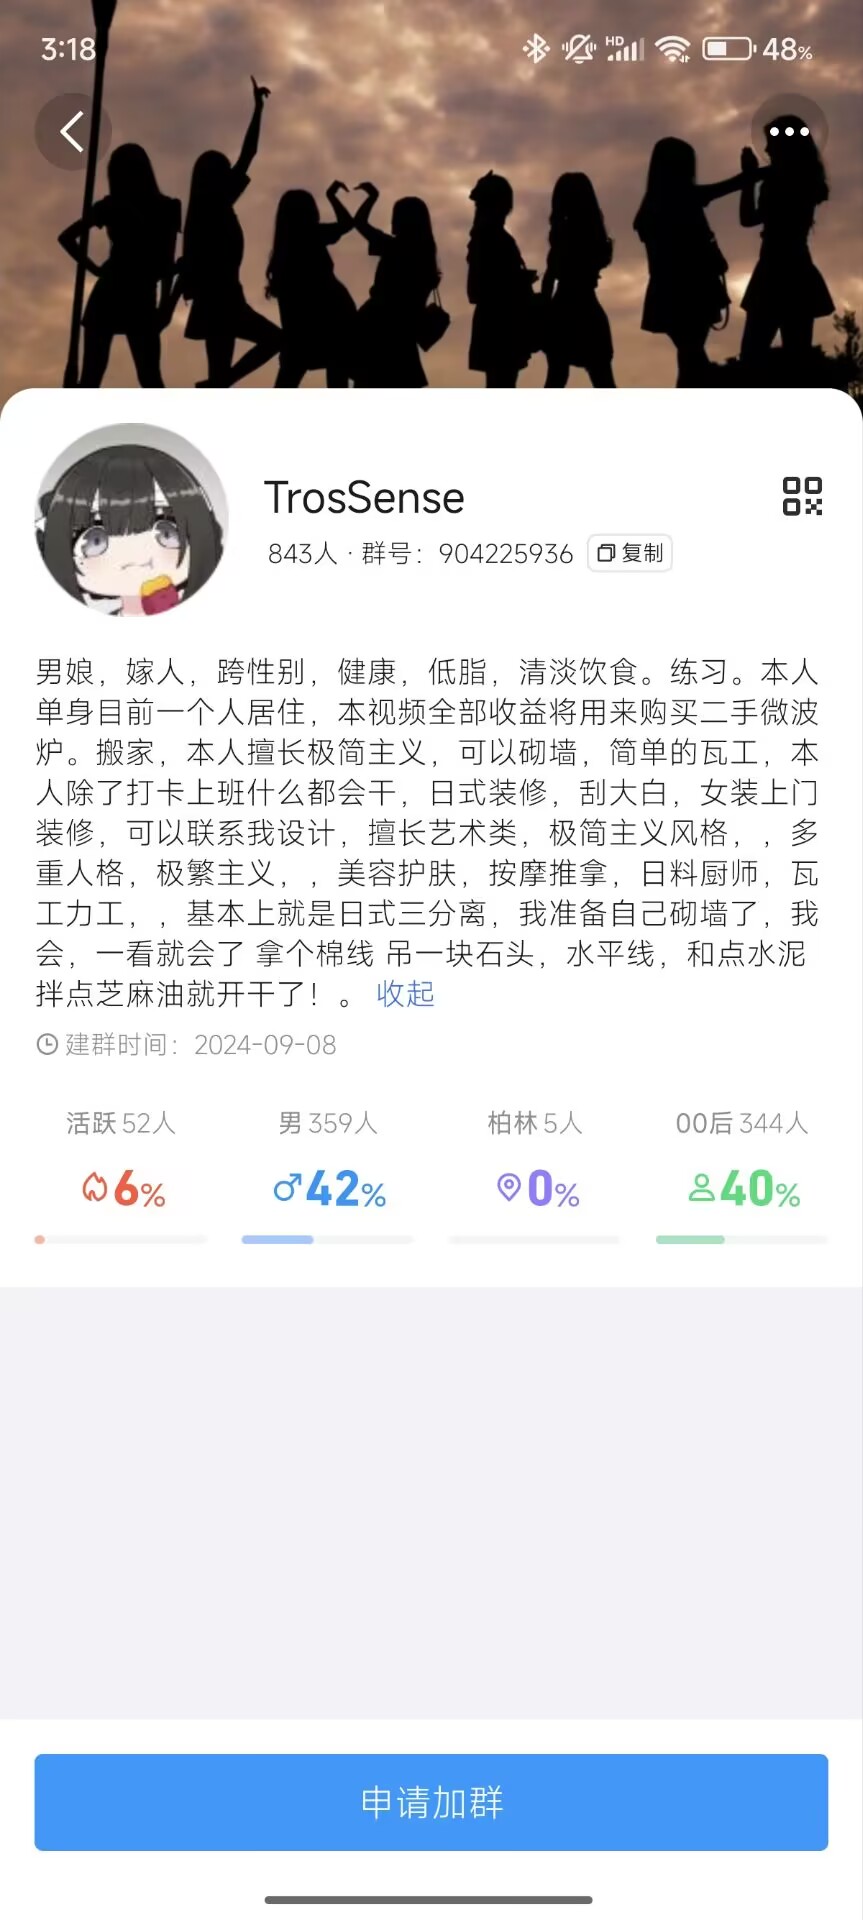 3:18
HD
48%
TrosSense
843人 · 群号：904225936 复制
男娘，嫁人，跨性别，健康，低脂，清淡饮食。练习。本人
单身目前一个人居住，本视频全部收益将用来购买二手微波
炉。搬家，本人擅长极简主义，可以砌墙，简单的瓦工，本
人除了打卡上班什么都会干，日式装修，刮大白，女装上门
装修，可以联系我设计，擅长艺术类，极简主义风格，，多
重人格，极繁主义，，美容护肤，按摩推拿，日料厨师，瓦
工力工，，基本上就是日式三分离，我准备自己砌墙了，我
会，一看就会了 拿个棉线 吊一块石头，水平线，和点水泥
拌点芝麻油就开干了！。 收起
建群时间：2024-09-08
活跃 52人 男 359人 柏林 5人 00后 344人
6% 42% 0% 40%
申请加群